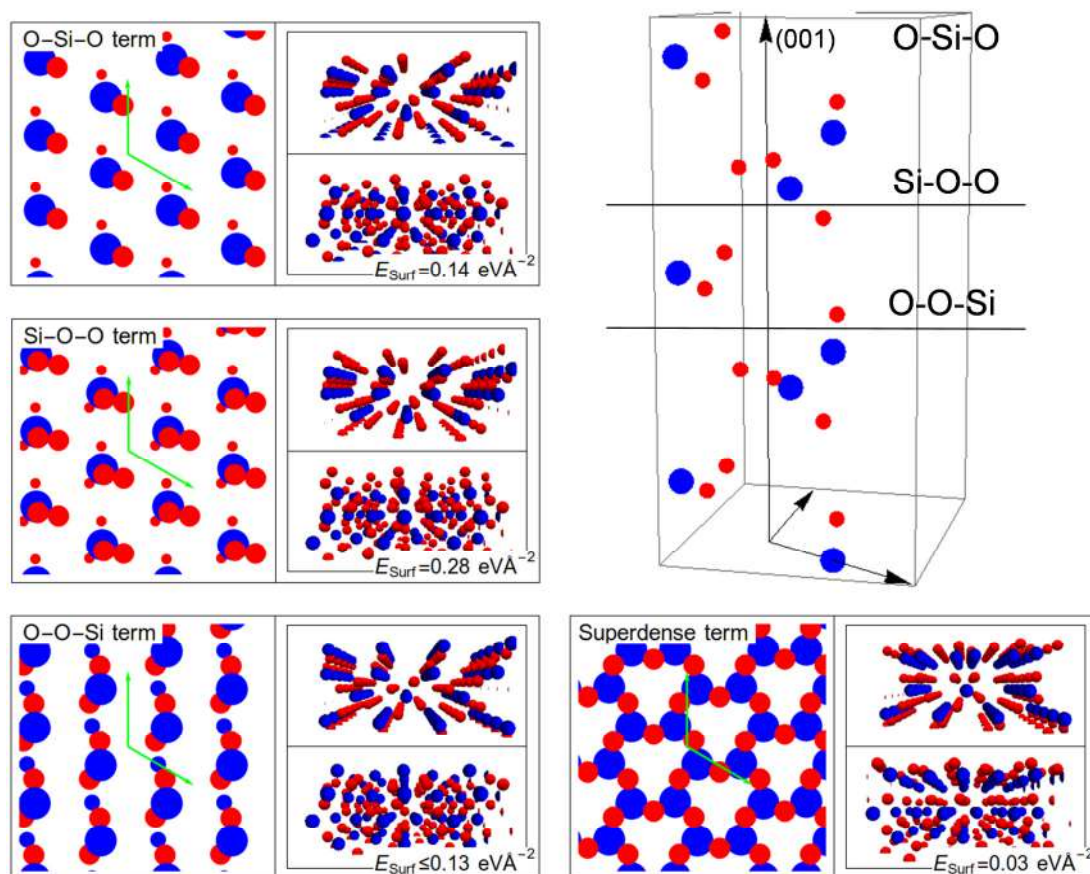 O–Si–O term
E_Surf=0.14 eVÅ⁻²
(001)
O-Si-O
Si-O-O
O-O-Si
Si–O–O term
E_Surf=0.28 eVÅ⁻²
O–O–Si term
E_Surf≤0.13 eVÅ⁻²
Superdense term
E_Surf=0.03 eVÅ⁻²